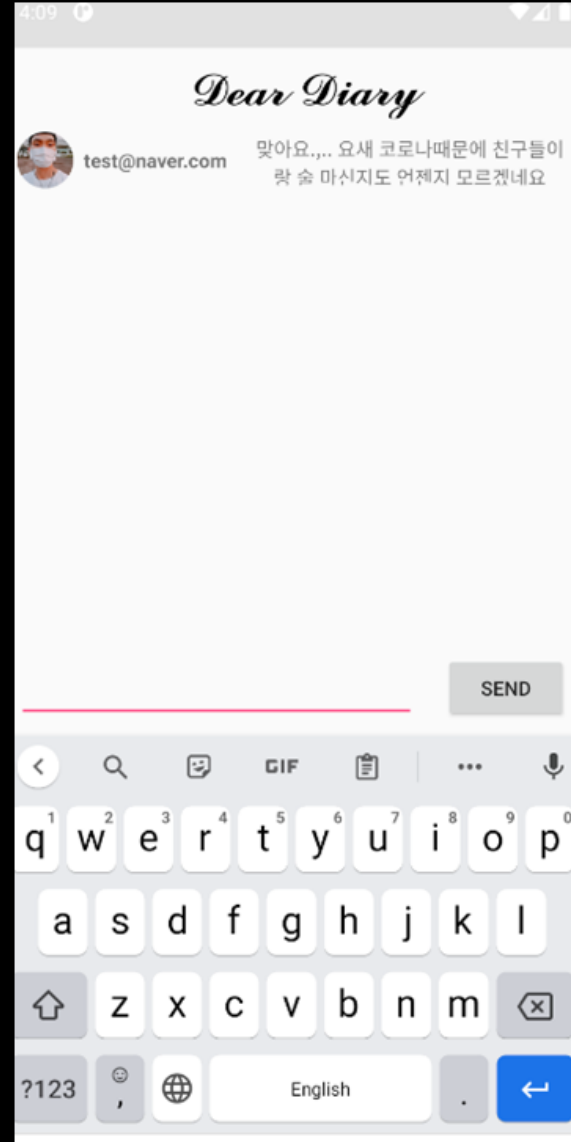 4:09
Dear Diary
test@naver.com
맞아요.,.. 요새 코로나때문에 친구들이
랑 술 마신지도 언젠지 모르겠네요
SEND
GIF
1 2 3 4 5 6 7 8 9 0
q w e r t y u i o p
a s d f g h j k l
z x c v b n m
?123 , English .